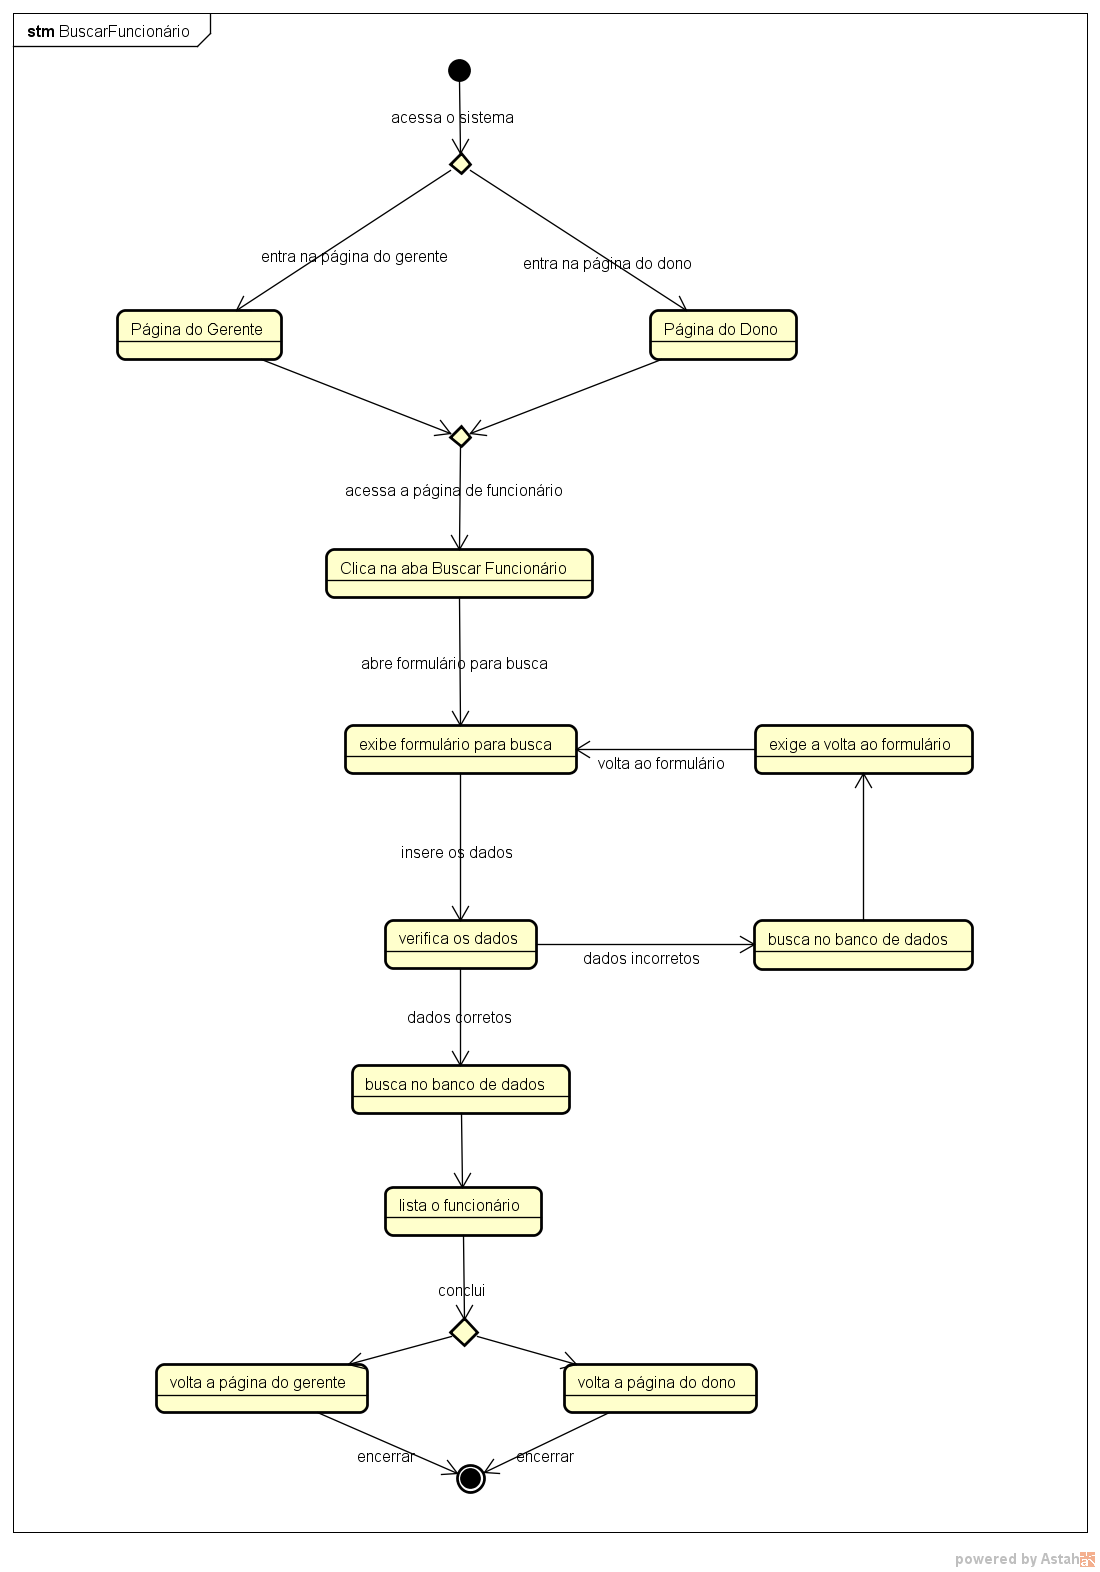 stm BuscarFuncionário
acessa o sistema
entra na página do gerente
entra na página do dono
Página do Gerente
Página do Dono
acessa a página de funcionário
Clica na aba Buscar Funcionário
abre formulário para busca
exibe formulário para busca
exige a volta ao formulário
volta ao formulário
insere os dados
verifica os dados
busca no banco de dados
dados incorretos
dados corretos
busca no banco de dados
lista o funcionário
conclui
volta a página do gerente
volta a página do dono
encerrar
encerrar
powered by Astah